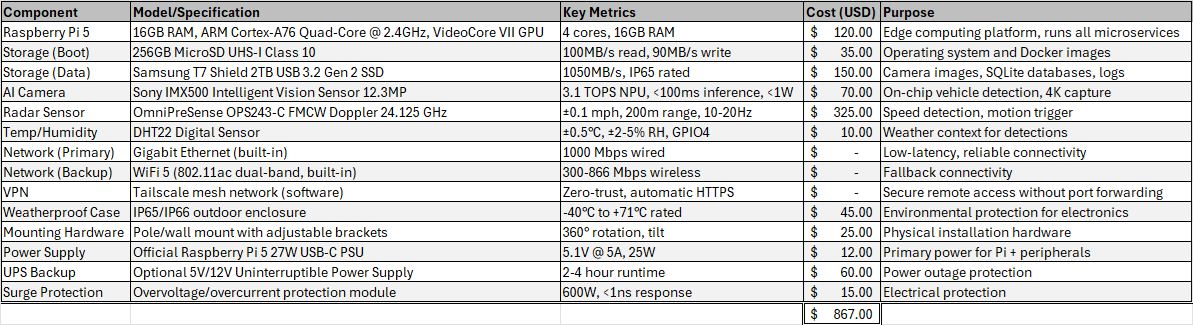 Component Model/Specification Key Metrics Cost (USD) Purpose
Raspberry Pi 5 16GB RAM, ARM Cortex-A76 Quad-Core @ 2.4GHz, VideoCore VII GPU 4 cores, 16GB RAM $ 120.00 Edge computing platform, runs all microservices
Storage (Boot) 256GB MicroSD UHS-I Class 10 100MB/s read, 90MB/s write $ 35.00 Operating system and Docker images
Storage (Data) Samsung T7 Shield 2TB USB 3.2 Gen 2 SSD 1050MB/s, IP65 rated $ 150.00 Camera images, SQLite databases, logs
AI Camera Sony IMX500 Intelligent Vision Sensor 12.3MP 3.1 TOPS NPU, <100ms inference, <1W $ 70.00 On-chip vehicle detection, 4K capture
Radar Sensor OmniPreSense OPS243-C FMCW Doppler 24.125 GHz ±0.1 mph, 200m range, 10-20Hz $ 325.00 Speed detection, motion trigger
Temp/Humidity DHT22 Digital Sensor ±0.5°C, ±2-5% RH, GPIO4 $ 10.00 Weather context for detections
Network (Primary) Gigabit Ethernet (built-in) 1000 Mbps wired $ - Low-latency, reliable connectivity
Network (Backup) WiFi 5 (802.11ac dual-band, built-in) 300-866 Mbps wireless $ - Fallback connectivity
VPN Tailscale mesh network (software) Zero-trust, automatic HTTPS $ - Secure remote access without port forwarding
Weatherproof Case IP65/IP66 outdoor enclosure -40°C to +71°C rated $ 45.00 Environmental protection for electronics
Mounting Hardware Pole/wall mount with adjustable brackets 360° rotation, tilt $ 25.00 Physical installation hardware
Power Supply Official Raspberry Pi 5 27W USB-C PSU 5.1V @ 5A, 25W $ 12.00 Primary power for Pi + peripherals
UPS Backup Optional 5V/12V Uninterruptible Power Supply 2-4 hour runtime $ 60.00 Power outage protection
Surge Protection Overvoltage/overcurrent protection module 600W, <1ns response $ 15.00 Electrical protection
$ 867.00